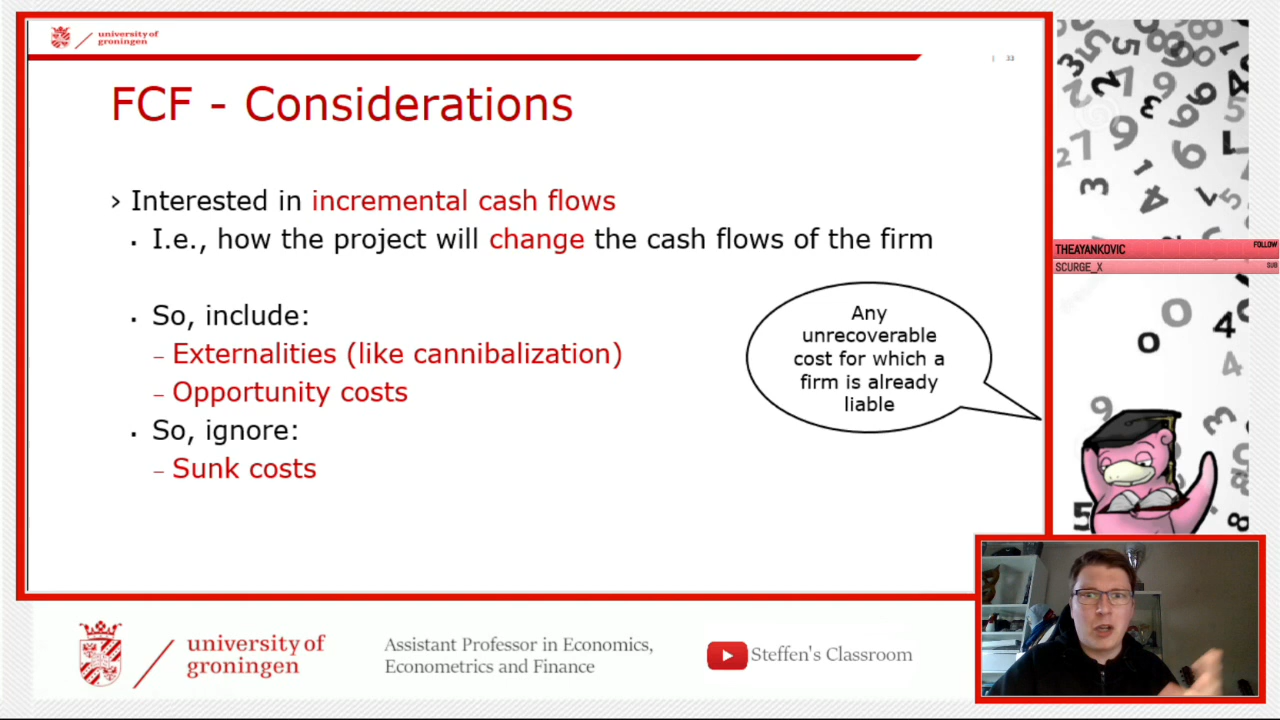 university of
groningen
| 33
FCF - Considerations
› Interested in incremental cash flows
▪ I.e., how the project will change the cash flows of the firm
▪ So, include:
– Externalities (like cannibalization)
– Opportunity costs
▪ So, ignore:
– Sunk costs
Any
unrecoverable
cost for which a
firm is already
liable
THEAYANKOVIC FOLLOW
SCURGE_X SUB
university of
groningen
Assistant Professor in Economics,
Econometrics and Finance
Steffen's Classroom